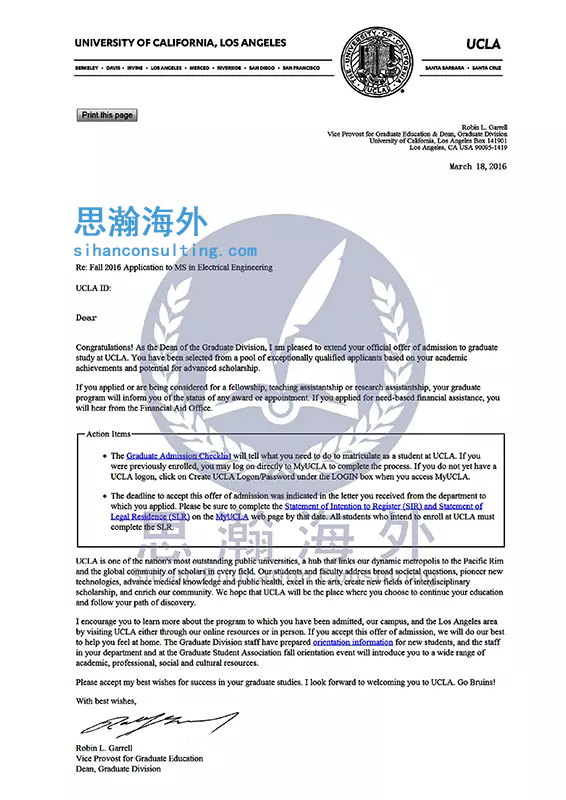 UNIVERSITY OF CALIFORNIA, LOS ANGELES
UCLA
BERKELEY • DAVIS • IRVINE • LOS ANGELES • MERCED • RIVERSIDE • SAN DIEGO • SAN FRANCISCO
SANTA BARBARA • SANTA CRUZ
Print this page
Robin L. Garrell
Vice Provost for Graduate Education & Dean, Graduate Division
University of California, Los Angeles Box 141901
Los Angeles, CA USA 90095-1419
March 18, 2016
思瀚海外
sihanconsulting.com
Re: Fall 2016 Application to MS in Electrical Engineering
UCLA ID:
Dear
Congratulations! As the Dean of the Graduate Division, I am pleased to extend your official offer of admission to graduate
study at UCLA. You have been selected from a pool of exceptionally qualified applicants based on your academic
achievements and potential for advanced scholarship.
If you applied or are being considered for a fellowship, teaching assistantship or research assistantship, your graduate
program will inform you of the status of any award or appointment. If you applied for need-based financial assistance, you
will hear from the Financial Aid Office.
Action Items
• The Graduate Admission Checklist will tell what you need to do to matriculate as a student at UCLA. If you
were previously enrolled, you may log on directly to MyUCLA to complete the process. If you do not yet have a
UCLA logon, click on Create UCLA Logon/Password under the LOGIN box when you access MyUCLA.
• The deadline to accept this offer of admission was indicated in the letter you received from the department to
which you applied. Please be sure to complete the Statement of Intention to Register (SIR) and Statement of
Legal Residence (SLR) on the MyUCLA web page by that date. All students who intend to enroll at UCLA must
complete the SLR.
思瀚海外
UCLA is one of the nation's most outstanding public universities, a hub that links our dynamic metropolis to the Pacific Rim
and the global community of scholars in every field. Our students and faculty address broad societal questions, pioneer new
technologies, advance medical knowledge and public health, excel in the arts, create new fields of interdisciplinary
scholarship, and enrich our community. We hope that UCLA will be the place where you choose to continue your education
and follow your path of discovery.
I encourage you to learn more about the program to which you have been admitted, our campus, and the Los Angeles area
by visiting UCLA either through our online resources or in person. If you accept this offer of admission, we will do our best
to help you feel at home. The Graduate Division staff have prepared orientation information for new students, and the staff
in your department and at the Graduate Student Association fall orientation event will introduce you to a wide range of
academic, professional, social and cultural resources.
Please accept my best wishes for success in your graduate studies. I look forward to welcoming you to UCLA. Go Bruins!
With best wishes,
Robin L. Garrell
Vice Provost for Graduate Education
Dean, Graduate Division